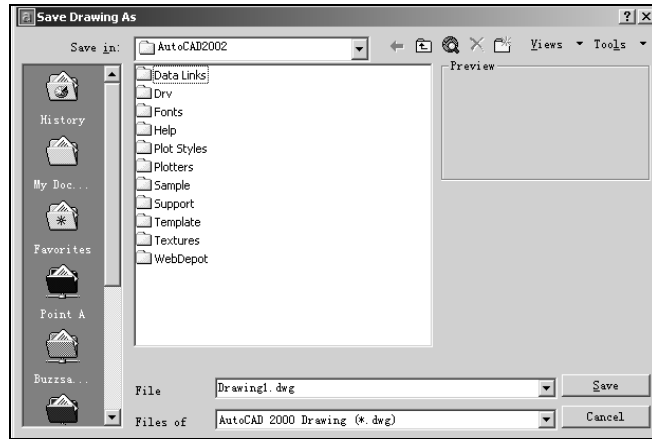 Save Drawing As
Save in: AutoCAD2002 Views Tools
History
My Doc...
Favorites
Point A
Buzzsa...
Data Links
Drv
Fonts
Help
Plot Styles
Plotters
Sample
Support
Template
Textures
WebDepot
Preview
File Drawing1.dwg Save
Files of AutoCAD 2000 Drawing (*.dwg) Cancel